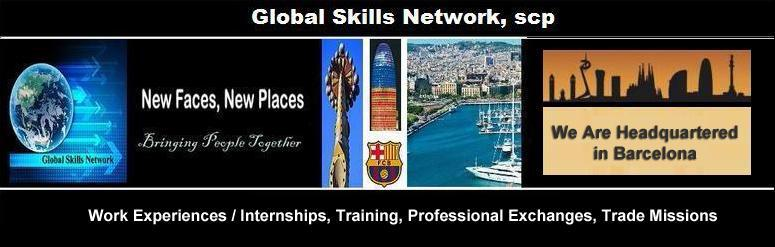 Global Skills Network, scp
Global Skills Network
New Faces, New Places
Bringing People Together
FCB
We Are Headquartered
in Barcelona
Work Experiences / Internships, Training, Professional Exchanges, Trade Missions